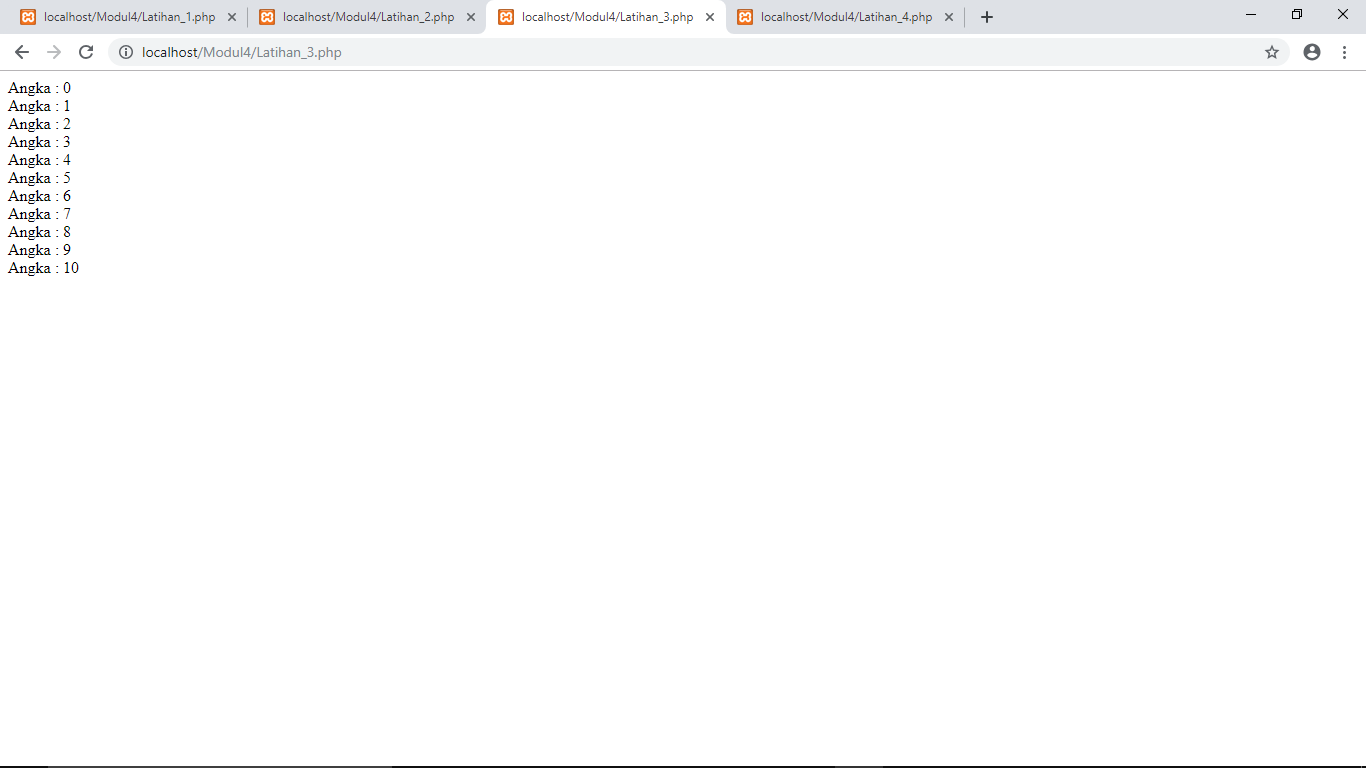 localhost/Modul4/Latihan_1.php
localhost/Modul4/Latihan_2.php
localhost/Modul4/Latihan_3.php
localhost/Modul4/Latihan_4.php
localhost/Modul4/Latihan_3.php
Angka : 0
Angka : 1
Angka : 2
Angka : 3
Angka : 4
Angka : 5
Angka : 6
Angka : 7
Angka : 8
Angka : 9
Angka : 10